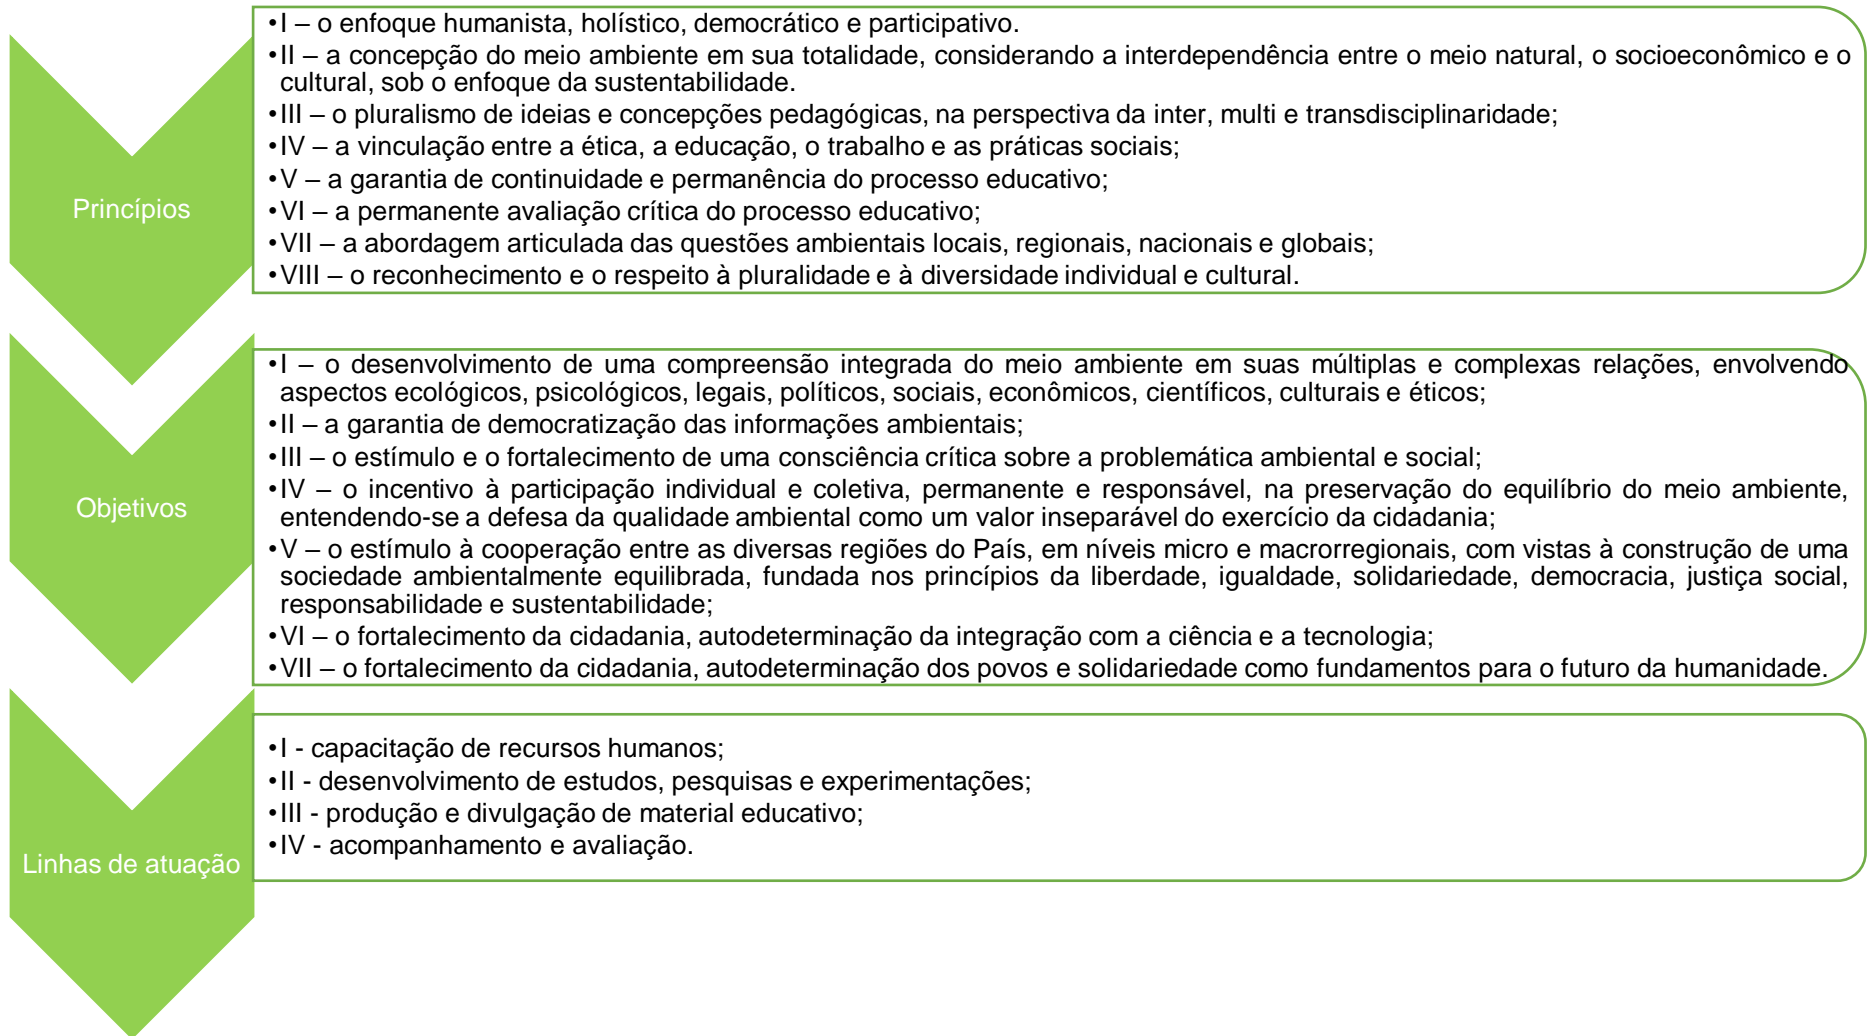 Princípios
•I – o enfoque humanista, holístico, democrático e participativo.
•II – a concepção do meio ambiente em sua totalidade, considerando a interdependência entre o meio natural, o socioeconômico e o
cultural, sob o enfoque da sustentabilidade.
•III – o pluralismo de ideias e concepções pedagógicas, na perspectiva da inter, multi e transdisciplinaridade;
•IV – a vinculação entre a ética, a educação, o trabalho e as práticas sociais;
•V – a garantia de continuidade e permanência do processo educativo;
•VI – a permanente avaliação crítica do processo educativo;
•VII – a abordagem articulada das questões ambientais locais, regionais, nacionais e globais;
•VIII – o reconhecimento e o respeito à pluralidade e à diversidade individual e cultural.
Objetivos
•I – o desenvolvimento de uma compreensão integrada do meio ambiente em suas múltiplas e complexas relações, envolvendo
aspectos ecológicos, psicológicos, legais, políticos, sociais, econômicos, científicos, culturais e éticos;
•II – a garantia de democratização das informações ambientais;
•III – o estímulo e o fortalecimento de uma consciência crítica sobre a problemática ambiental e social;
•IV – o incentivo à participação individual e coletiva, permanente e responsável, na preservação do equilíbrio do meio ambiente,
entendendo-se a defesa da qualidade ambiental como um valor inseparável do exercício da cidadania;
•V – o estímulo à cooperação entre as diversas regiões do País, em níveis micro e macrorregionais, com vistas à construção de uma
sociedade ambientalmente equilibrada, fundada nos princípios da liberdade, igualdade, solidariedade, democracia, justiça social,
responsabilidade e sustentabilidade;
•VI – o fortalecimento da cidadania, autodeterminação da integração com a ciência e a tecnologia;
•VII – o fortalecimento da cidadania, autodeterminação dos povos e solidariedade como fundamentos para o futuro da humanidade.
Linhas de atuação
•I - capacitação de recursos humanos;
•II - desenvolvimento de estudos, pesquisas e experimentações;
•III - produção e divulgação de material educativo;
•IV - acompanhamento e avaliação.